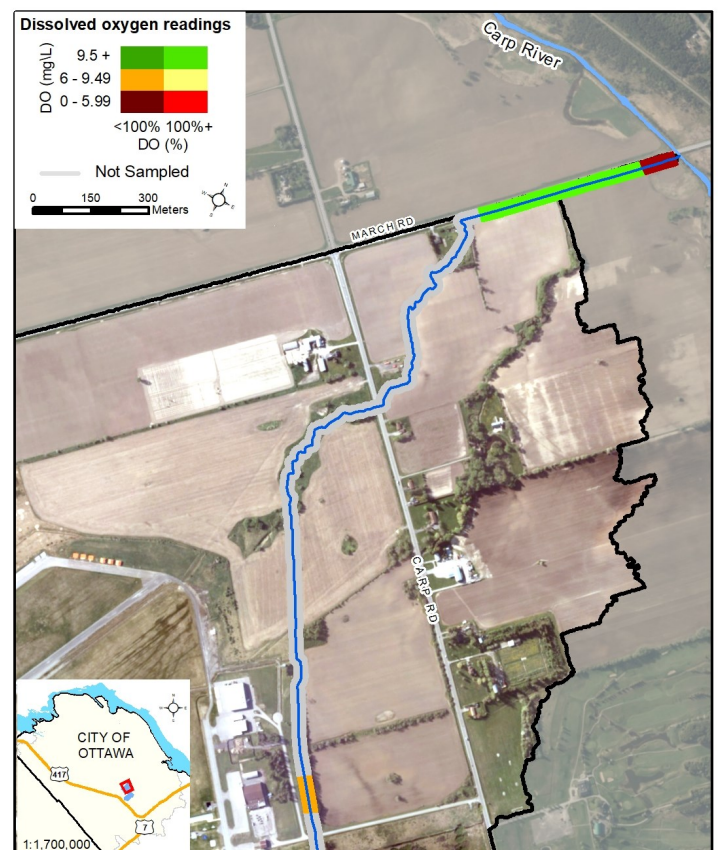 Dissolved oxygen readings
DO (mg\L)
9.5 +
6 - 9.49
0 - 5.99
<100% 100%+
DO (%)
Not Sampled
0 150 300
Meters
N
E
S
W
Carp River
MARCH RD
CARP RD
CITY OF
OTTAWA
N
E
S
W
417
7
1:1,700,000